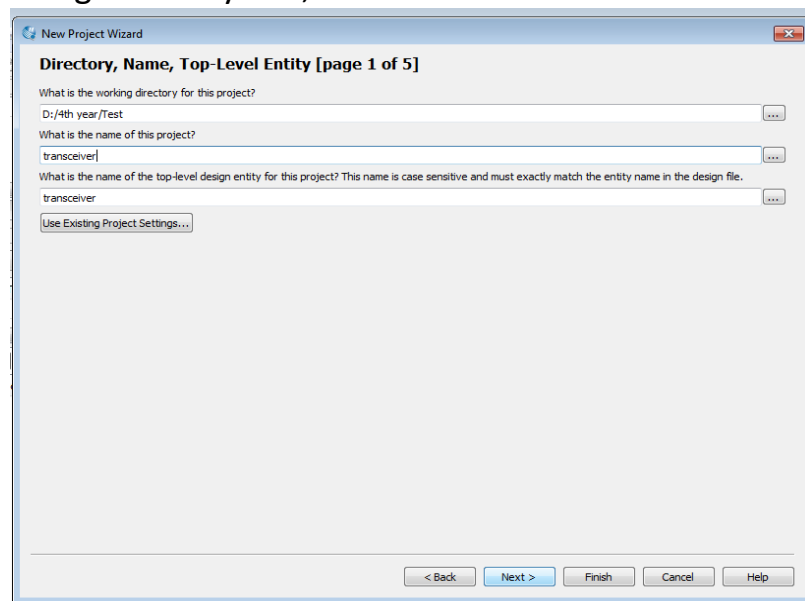 New Project Wizard
Directory, Name, Top-Level Entity [page 1 of 5]
What is the working directory for this project?
D:/4th year/Test
...
What is the name of this project?
transceiver
...
What is the name of the top-level design entity for this project? This name is case sensitive and must exactly match the entity name in the design file.
transceiver
...
Use Existing Project Settings...
< Back Next > Finish Cancel Help